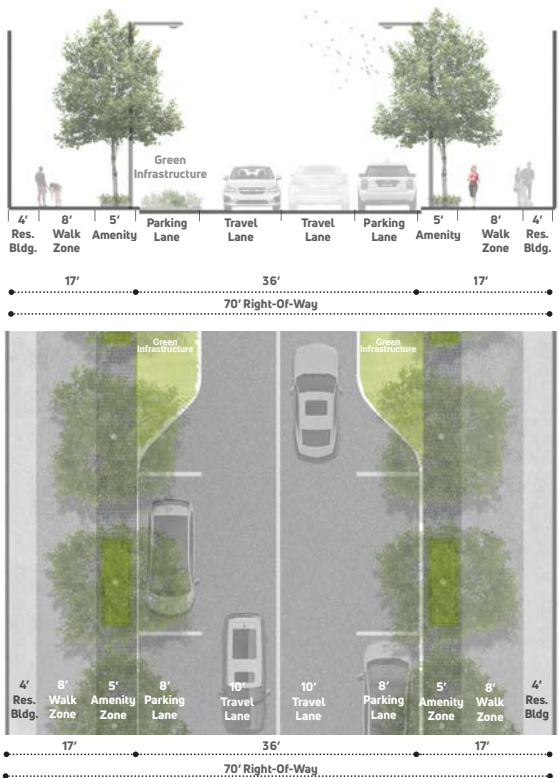 Green
Infrastructure
4'
Res.
Bldg.
8'
Walk
Zone
5'
Amenity
Parking
Lane
Travel
Lane
Travel
Lane
Parking
Lane
5'
Amenity
8'
Walk
Zone
4'
Res.
Bldg.
17'
36'
17'
70' Right-Of-Way
Green
Infrastructure
Green
Infrastructure
4'
Res.
Bldg.
8'
Walk
Zone
5'
Amenity
Zone
8'
Parking
Lane
10'
Travel
Lane
10'
Travel
Lane
8'
Parking
Lane
5'
Amenity
Zone
8'
Walk
Zone
4'
Res.
Bldg.
17'
36'
17'
70' Right-Of-Way